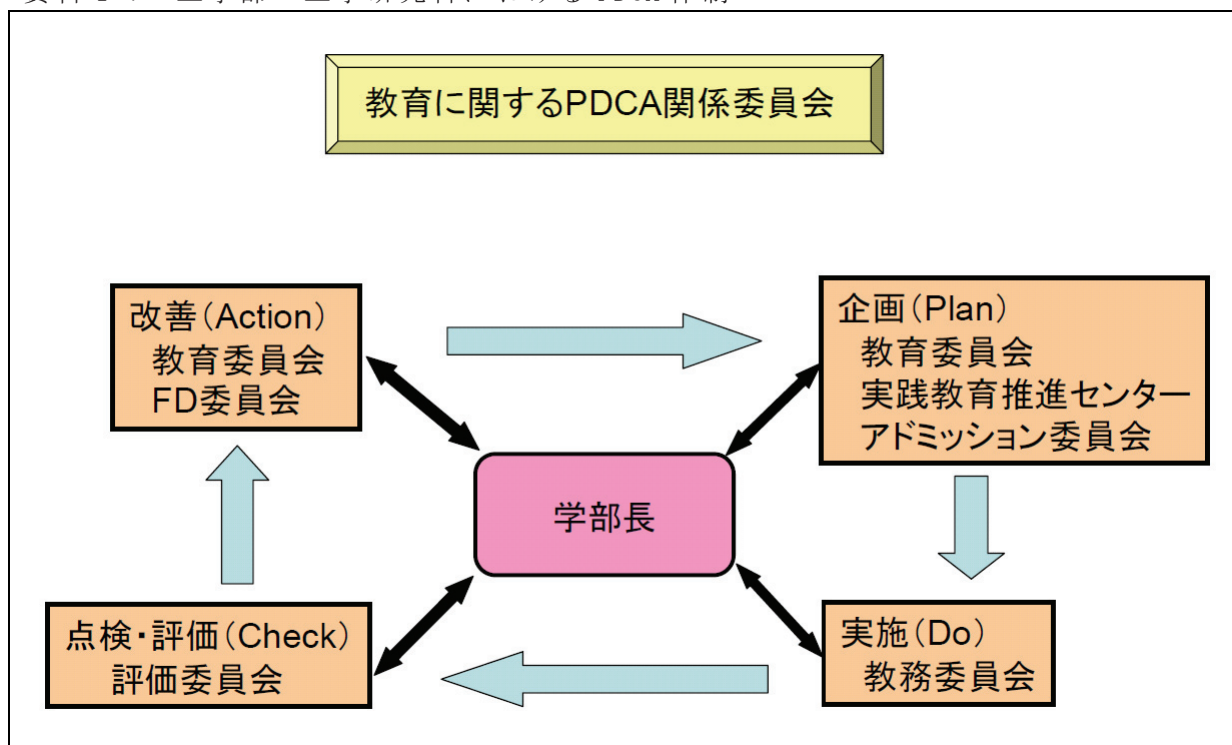 教育に関するPDCA関係委員会
改善(Action)
教育委員会
FD委員会
企画(Plan)
教育委員会
実践教育推進センター
アドミッション委員会
学部長
点検・評価(Check)
評価委員会
実施(Do)
教務委員会